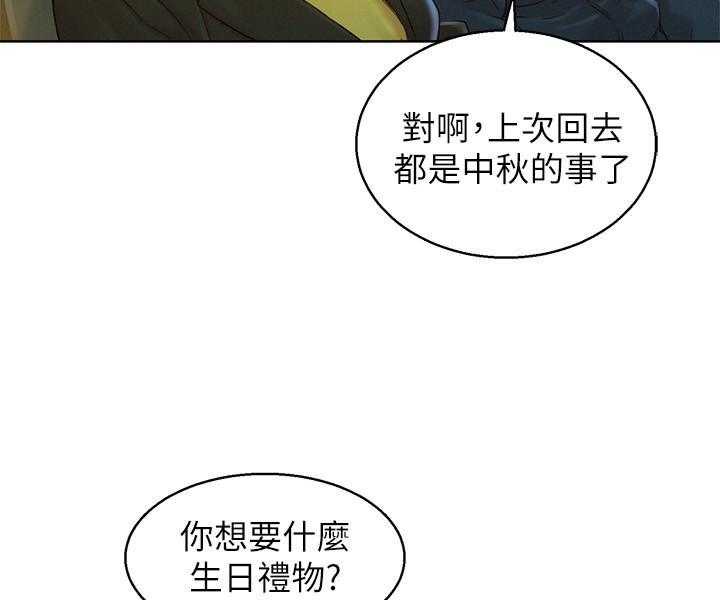 對啊，上次回去
都是中秋的事了
你想要什麼
生日禮物?